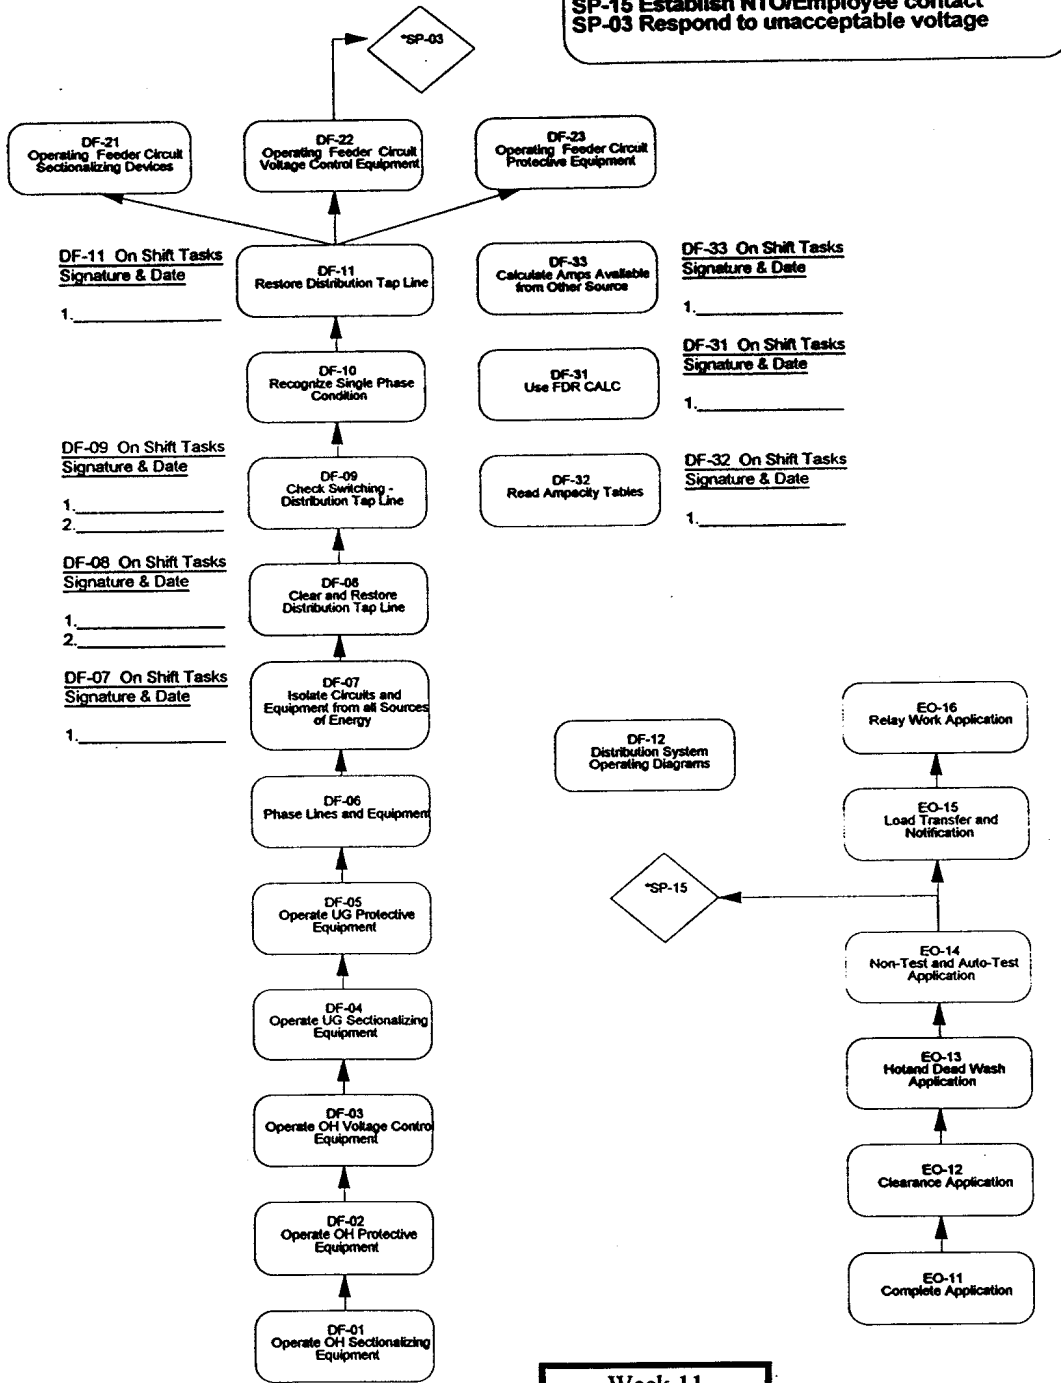 SP-15 Establish NTO/Employee contact
SP-03 Respond to unacceptable voltage
*SP-03
DF-21
Operating Feeder Circuit
Sectionalizing Devices
DF-22
Operating Feeder Circuit
Voltage Control Equipment
DF-23
Operating Feeder Circuit
Protective Equipment
DF-11 On Shift Tasks
Signature & Date
1.
DF-11
Restore Distribution Tap Line
DF-33
Calculate Amps Available
from Other Source
DF-33 On Shift Tasks
Signature & Date
1.
DF-10
Recognize Single Phase
Condition
DF-31
Use FDR CALC
DF-31 On Shift Tasks
Signature & Date
1.
DF-09 On Shift Tasks
Signature & Date
1.
2.
DF-09
Check Switching -
Distribution Tap Line
DF-32
Read Ampacity Tables
DF-32 On Shift Tasks
Signature & Date
1.
DF-08 On Shift Tasks
Signature & Date
1.
2.
DF-08
Clear and Restore
Distribution Tap Line
DF-07 On Shift Tasks
Signature & Date
1.
DF-07
Isolate Circuits and
Equipment from all Sources
of Energy
DF-06
Phase Lines and Equipment
DF-05
Operate UG Protective
Equipment
DF-04
Operate UG Sectionalizing
Equipment
DF-03
Operate OH Voltage Control
Equipment
DF-02
Operate OH Protective
Equipment
DF-01
Operate OH Sectionalizing
Equipment
DF-12
Distribution System
Operating Diagrams
*SP-15
EO-16
Relay Work Application
EO-15
Load Transfer and
Notification
EO-14
Non-Test and Auto-Test
Application
EO-13
Hotand Dead Wash
Application
EO-12
Clearance Application
EO-11
Complete Application
Week 11